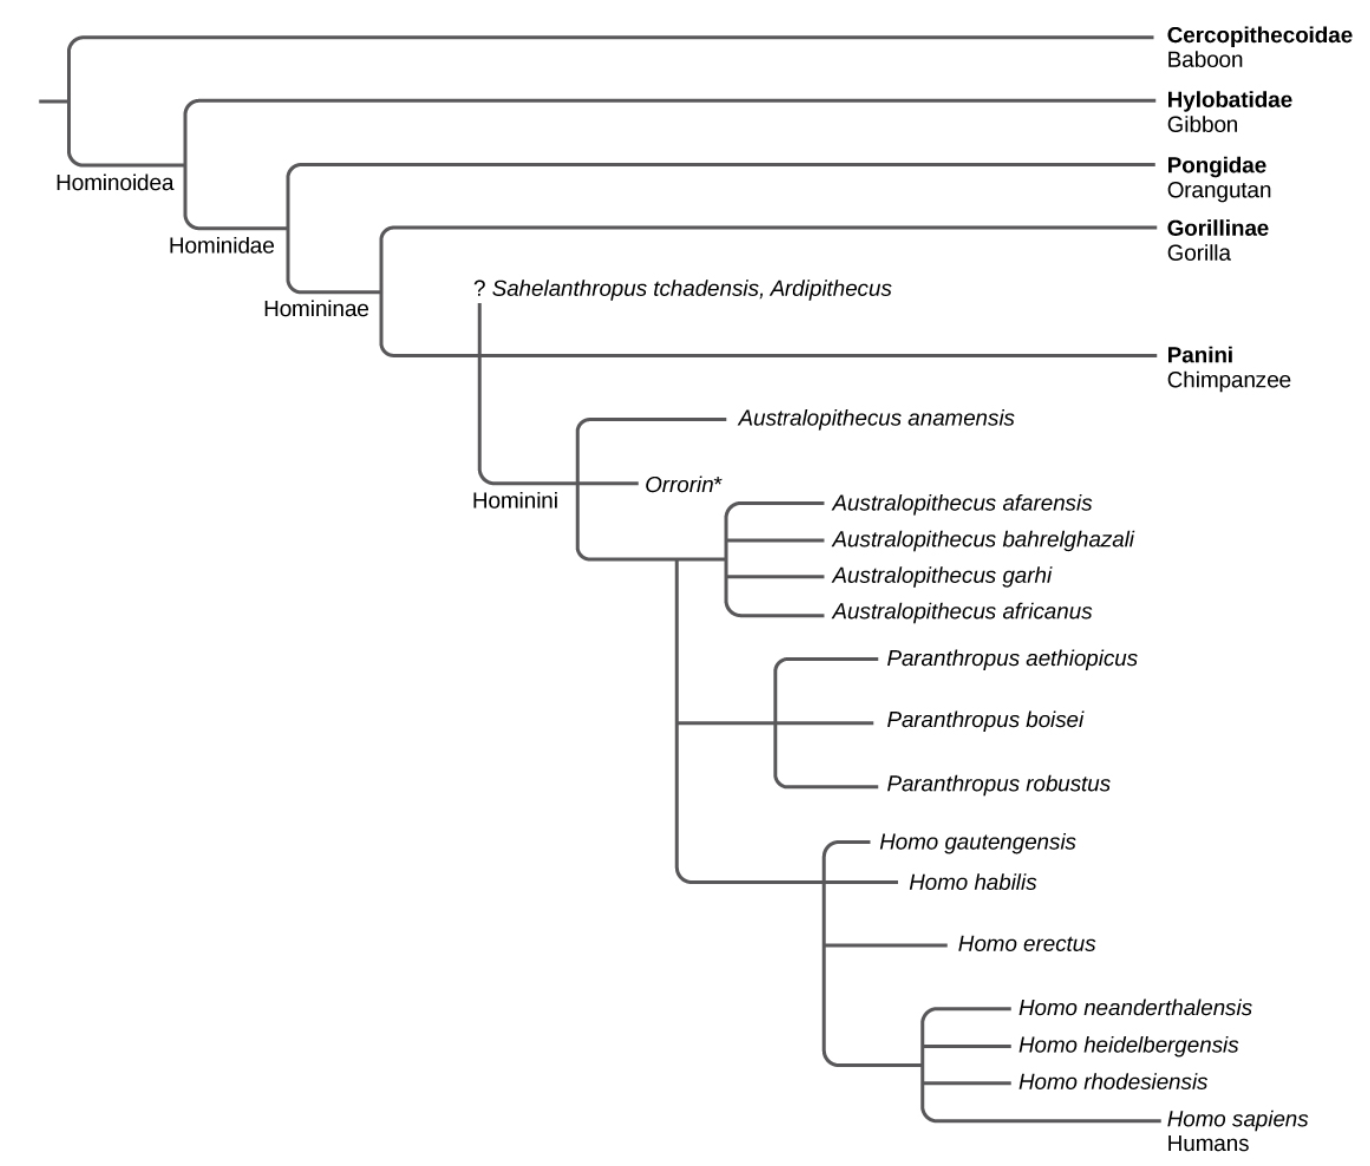 Cercopithecoidae
Baboon
Hylobatidae
Gibbon
Pongidae
Orangutan
Hominoidea
Gorillinae
Gorilla
Hominidae
? Sahelanthropus tchadensis, Ardipithecus
Homininae
Panini
Chimpanzee
Australopithecus anamensis
Orrorin*
Hominini
Australopithecus afarensis
Australopithecus bahrelghazali
Australopithecus garhi
Australopithecus africanus
Paranthropus aethiopicus
Paranthropus boisei
Paranthropus robustus
Homo gautengensis
Homo habilis
Homo erectus
Homo neanderthalensis
Homo heidelbergensis
Homo rhodesiensis
Homo sapiens
Humans